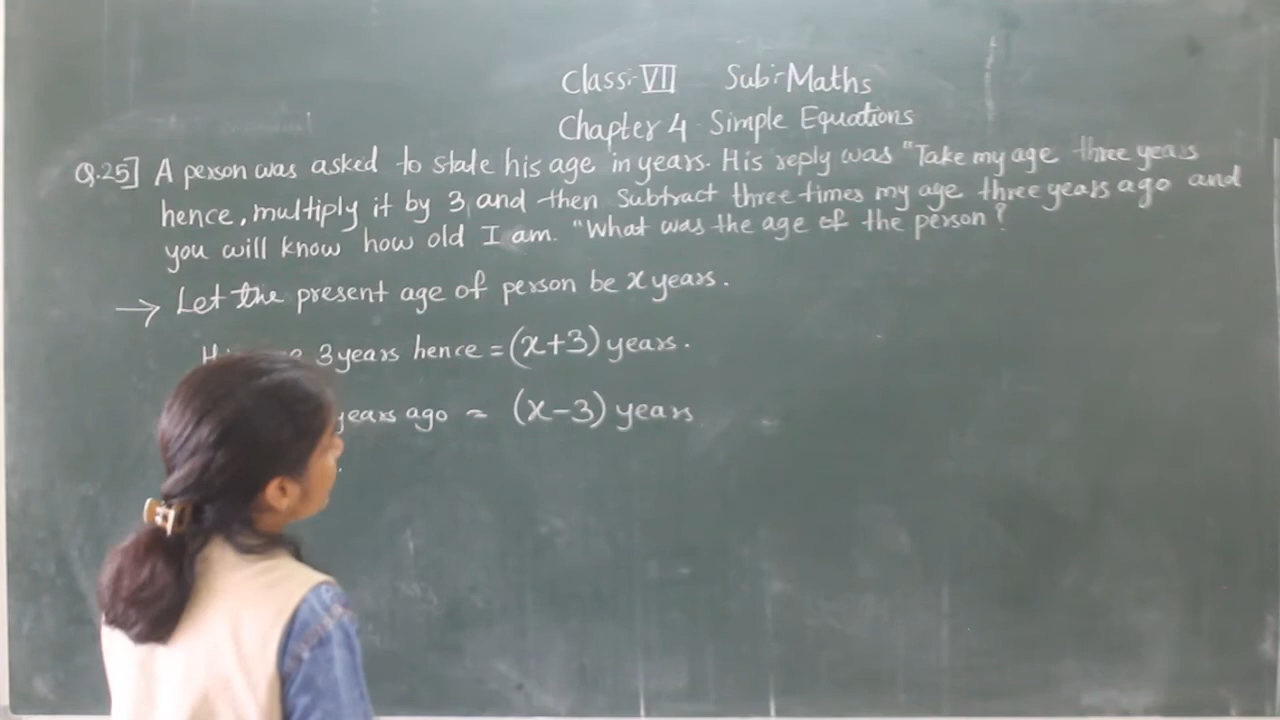 Class:- VII Sub:- Maths
Chapter 4 Simple Equations
Q.25] A person was asked to state his age in years. His reply was "Take my age three years
hence, multiply it by 3 and then Subtract three times my age three years ago and
you will know how old I am. "What was the age of the person?
→ Let the present age of person be x years.
3 years hence = (x+3) years.
years ago = (x-3) years